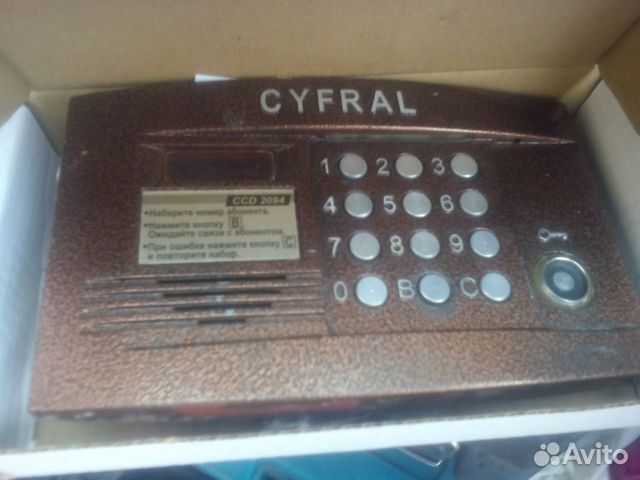 CYFRAL
CCD 2094
•Наберите номер абонента.
•Нажмите кнопку B
Ожидайте связи с абонентом.
•При ошибке нажмите кнопку C
и повторите набор.
1 2 3
4 5 6
7 8 9
0 B C
Avito